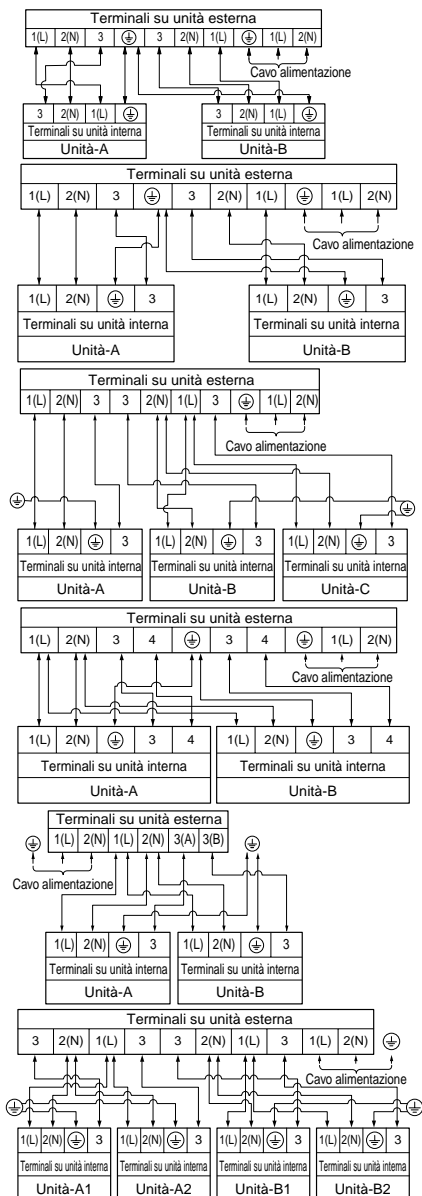 Terminali su unità esterna
1(L) 2(N) 3 ⏚ 3 2(N) 1(L) ⏚ 1(L) 2(N)
Cavo alimentazione
3 2(N) 1(L) ⏚ 3 2(N) 1(L) ⏚
Terminali su unità interna Terminali su unità interna
Unità-A Unità-B
Terminali su unità esterna
1(L) 2(N) 3 ⏚ 3 2(N) 1(L) ⏚ 1(L) 2(N)
Cavo alimentazione
1(L) 2(N) ⏚ 3 1(L) 2(N) ⏚ 3
Terminali su unità interna Terminali su unità interna
Unità-A Unità-B
Terminali su unità esterna
1(L) 2(N) 3 3 2(N) 1(L) 3 ⏚ 1(L) 2(N)
Cavo alimentazione
⏚ ⏚
1(L) 2(N) ⏚ 3 1(L) 2(N) ⏚ 3 1(L) 2(N) ⏚ 3
Terminali su unità interna Terminali su unità interna Terminali su unità interna
Unità-A Unità-B Unità-C
Terminali su unità esterna
1(L) 2(N) 3 4 ⏚ 3 4 ⏚ 1(L) 2(N)
Cavo alimentazione
1(L) 2(N) ⏚ 3 4 1(L) 2(N) ⏚ 3 4
Terminali su unità interna Terminali su unità interna
Unità-A Unità-B
Terminali su unità esterna
⏚ 1(L) 2(N) 1(L) 2(N) 3(A) 3(B) ⏚
Cavo alimentazione
1(L) 2(N) ⏚ 3 1(L) 2(N) ⏚ 3
Terminali su unità interna Terminali su unità interna
Unità-A Unità-B
Terminali su unità esterna
3 2(N) 1(L) 3 3 2(N) 1(L) 3 1(L) 2(N) ⏚
Cavo alimentazione
⏚ ⏚
1(L) 2(N) ⏚ 3 1(L) 2(N) ⏚ 3 1(L) 2(N) ⏚ 3 1(L) 2(N) ⏚ 3
Terminali su unità interna Terminali su unità interna Terminali su unità interna Terminali su unità interna
Unità-A1 Unità-A2 Unità-B1 Unità-B2